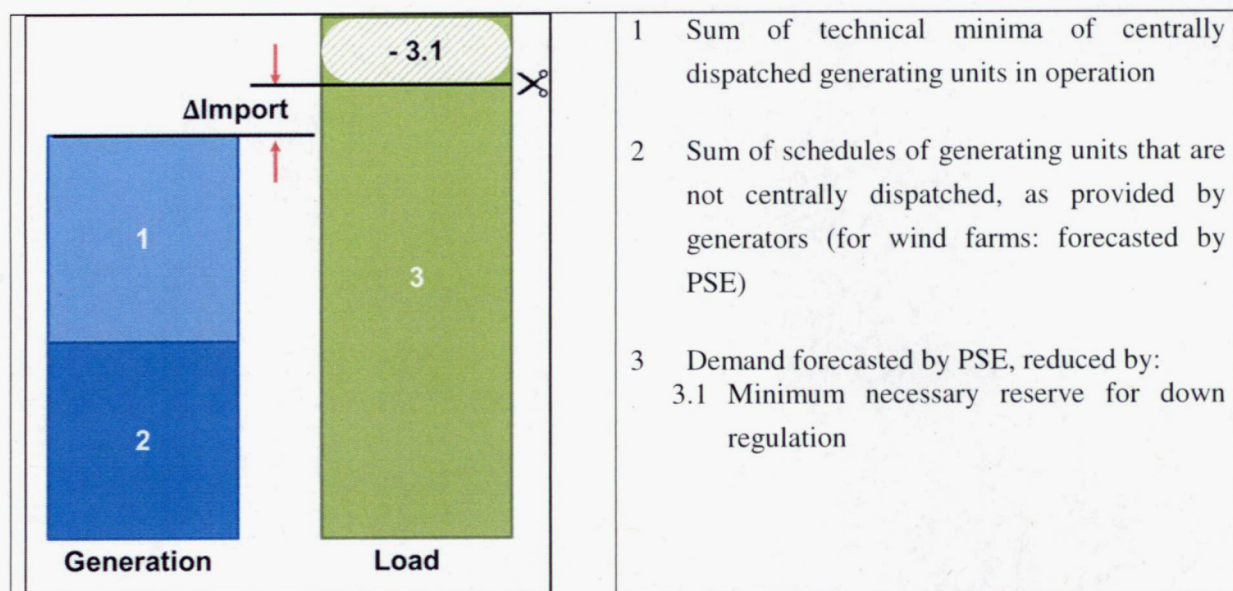 - 3.1
ΔImport
1
2
3
Generation
Load
1 Sum of technical minima of centrally
dispatched generating units in operation
2 Sum of schedules of generating units that are
not centrally dispatched, as provided by
generators (for wind farms: forecasted by
PSE)
3 Demand forecasted by PSE, reduced by:
3.1 Minimum necessary reserve for down
regulation